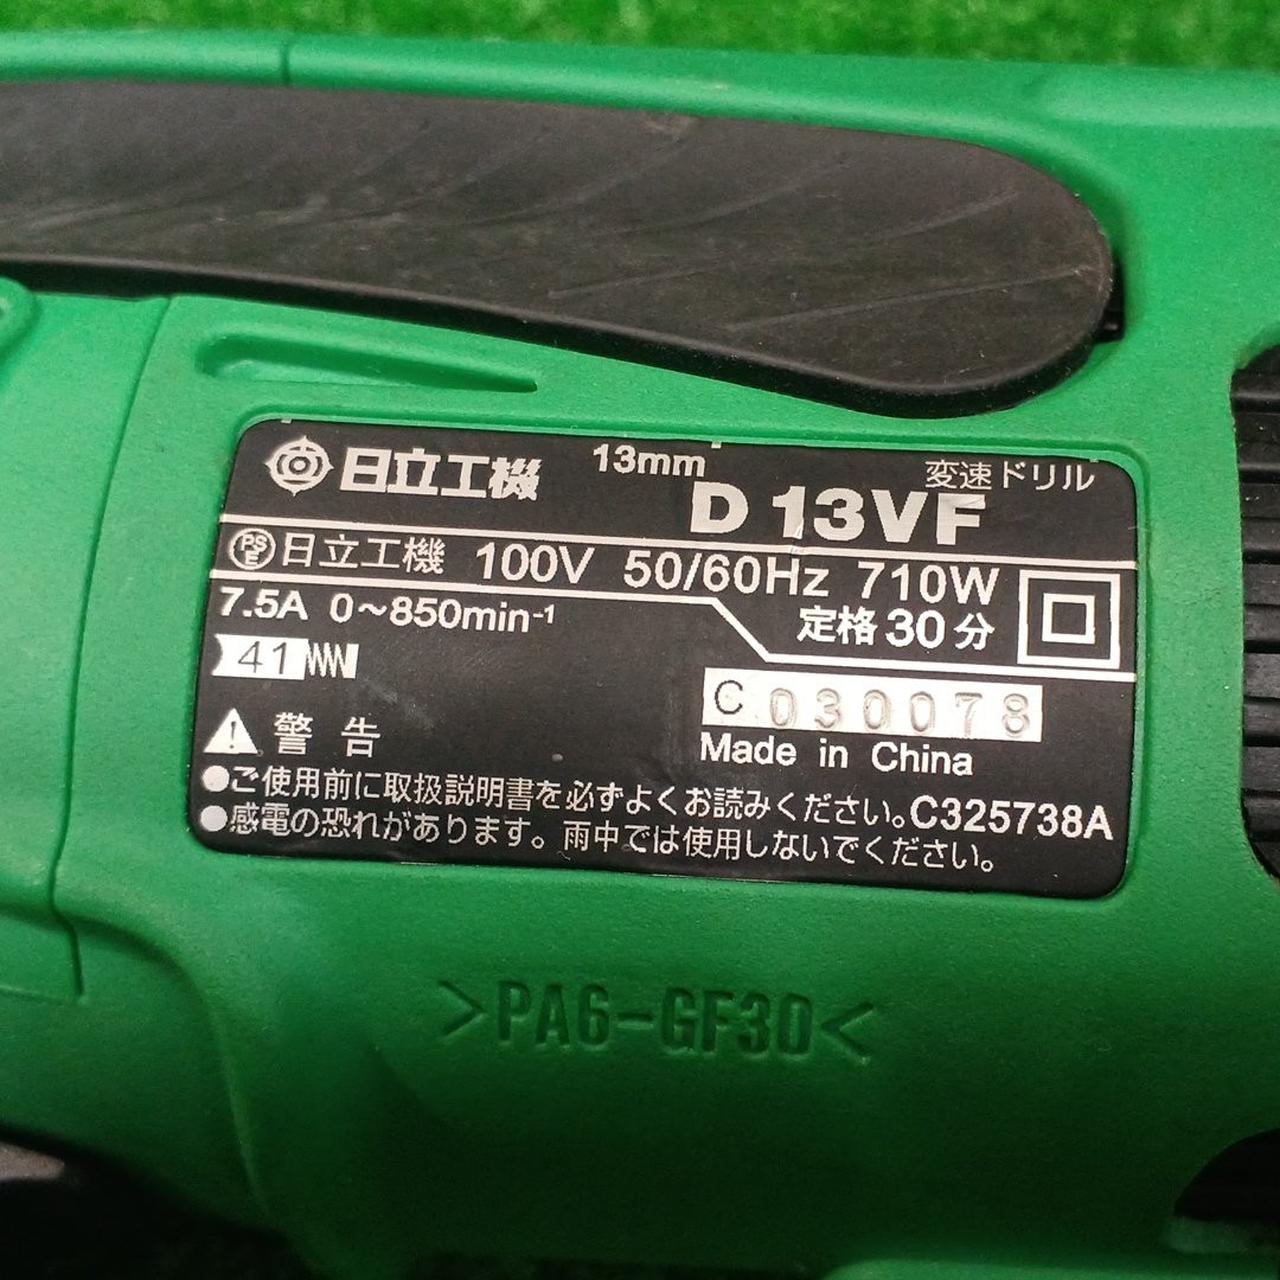 日立工機 13mm 変速ドリル
D 13VF
PSE 日立工機 100V 50/60Hz 710W
7.5A 0～850min⁻¹ 定格30分
41
C 030078
Made in China
⚠警告
●ご使用前に取扱説明書を必ずよくお読みください。C325738A
●感電の恐れがあります。雨中では使用しないでください。
>PA6-GF30<